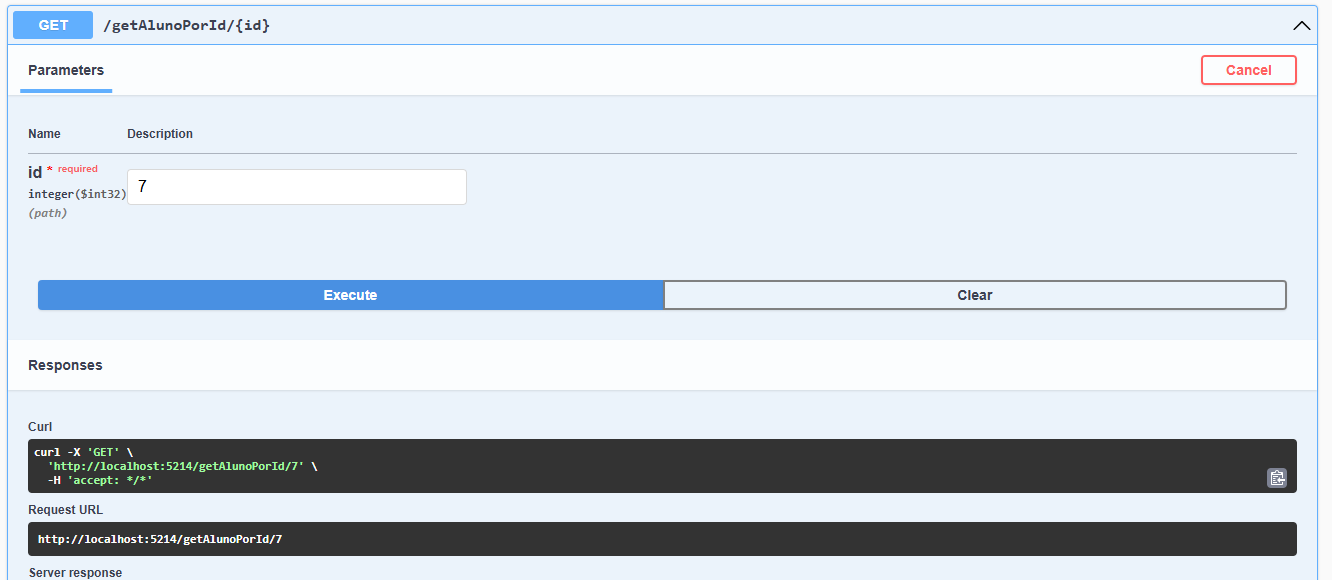 GET /getAlunoPorId/{id}
Parameters
Cancel
Name Description
id * required
integer($int32)
(path)
7
Execute Clear
Responses
Curl
curl -X 'GET' \
'http://localhost:5214/getAlunoPorId/7' \
-H 'accept: */*'
Request URL
http://localhost:5214/getAlunoPorId/7
Server response